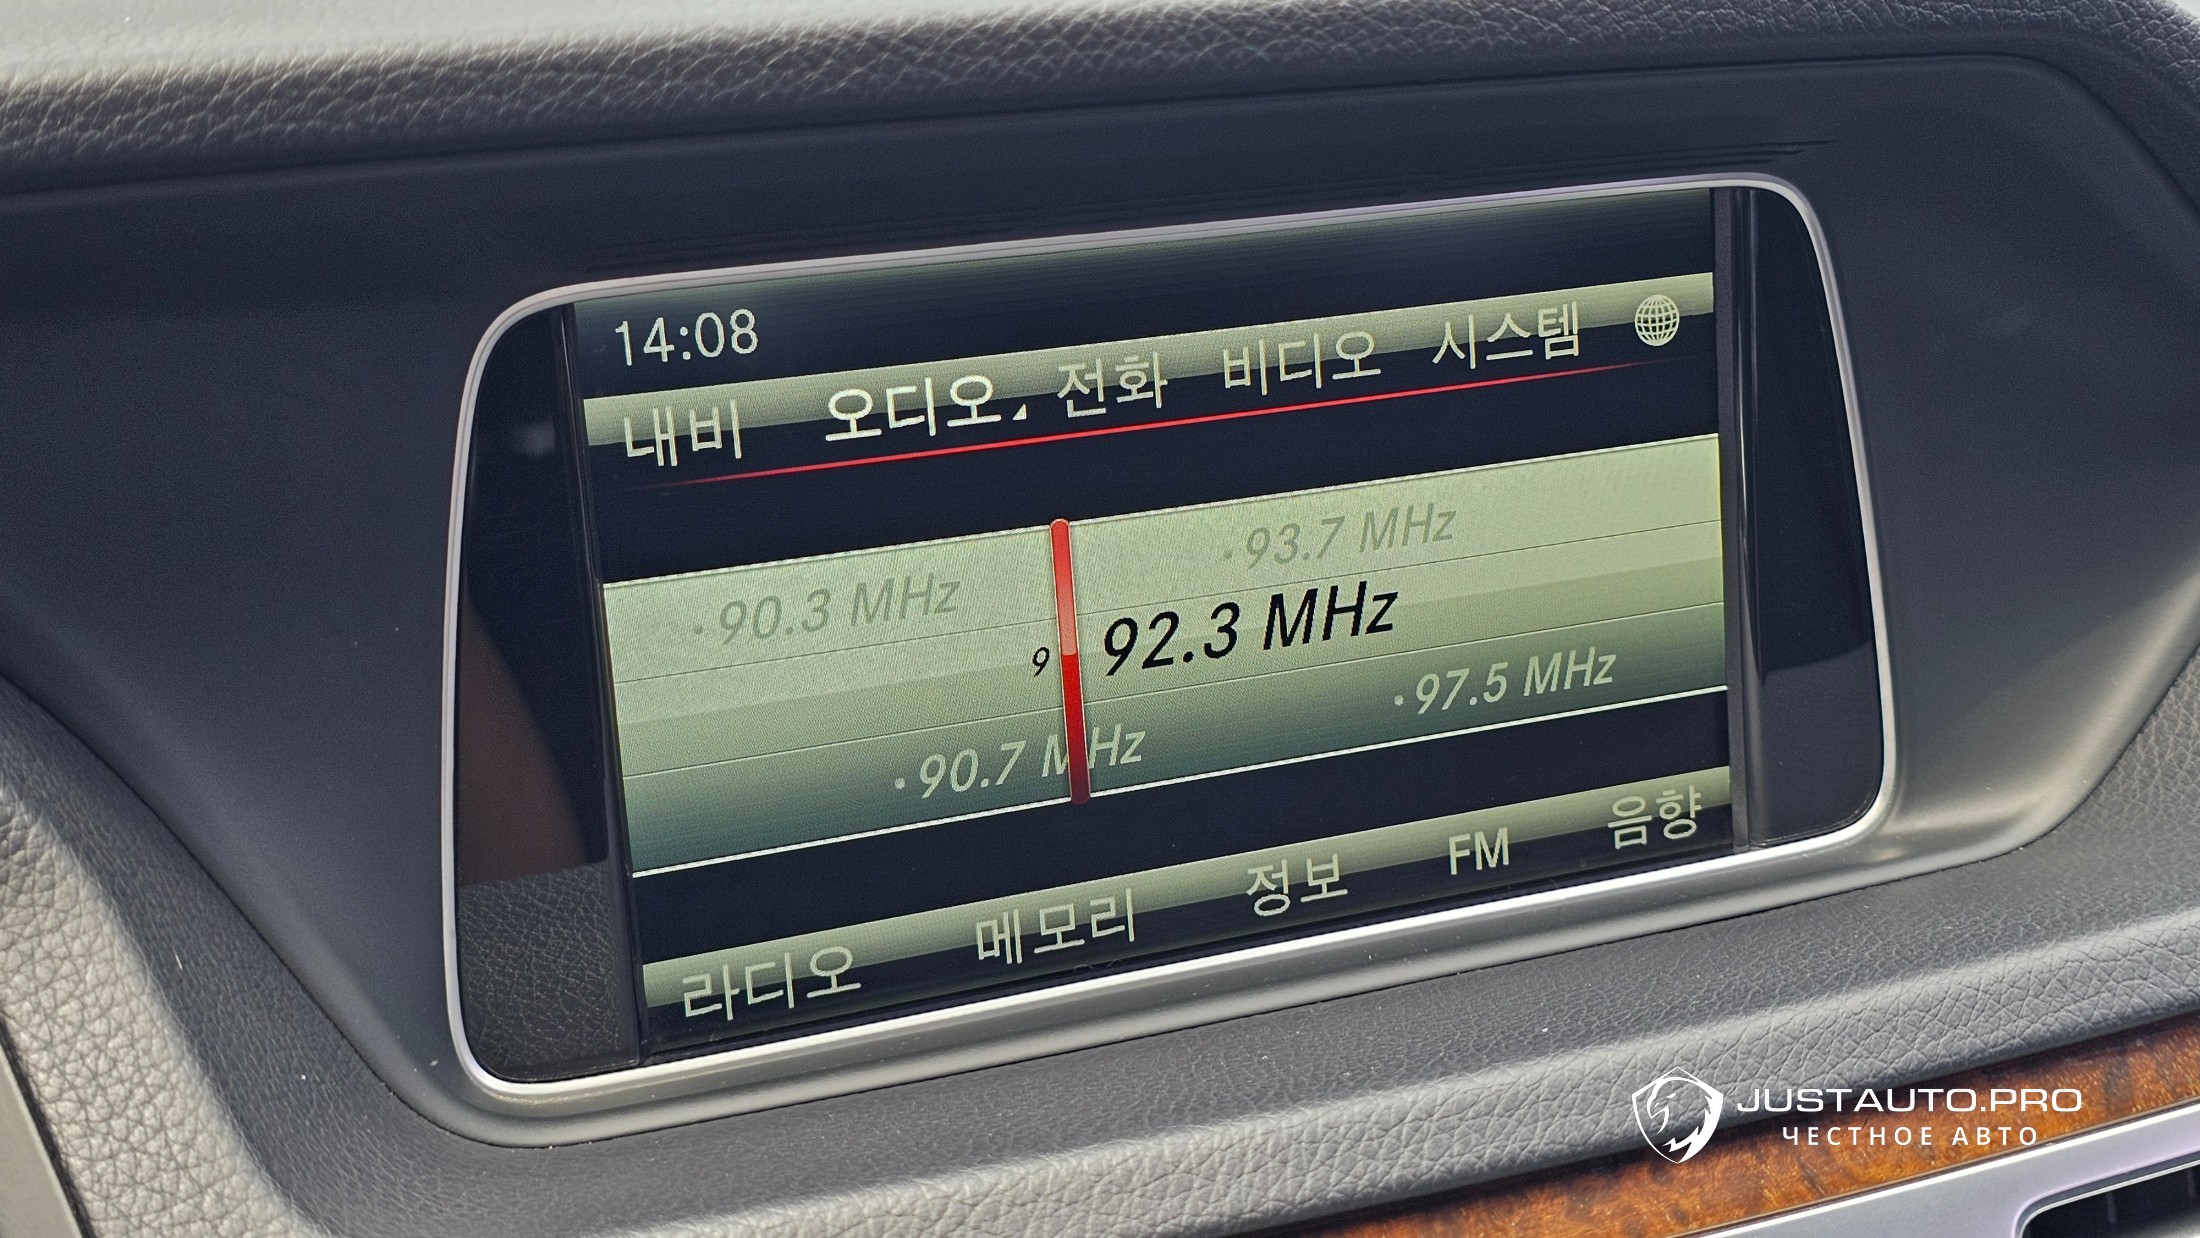 14:08
내비 오디오 전화 비디오 시스템
·90.3 MHz ·93.7 MHz
9 92.3 MHz
·90.7 MHz ·97.5 MHz
라디오 메모리 정보 FM 음향
JUSTAUTO.PRO
ЧЕСТНОЕ АВТО